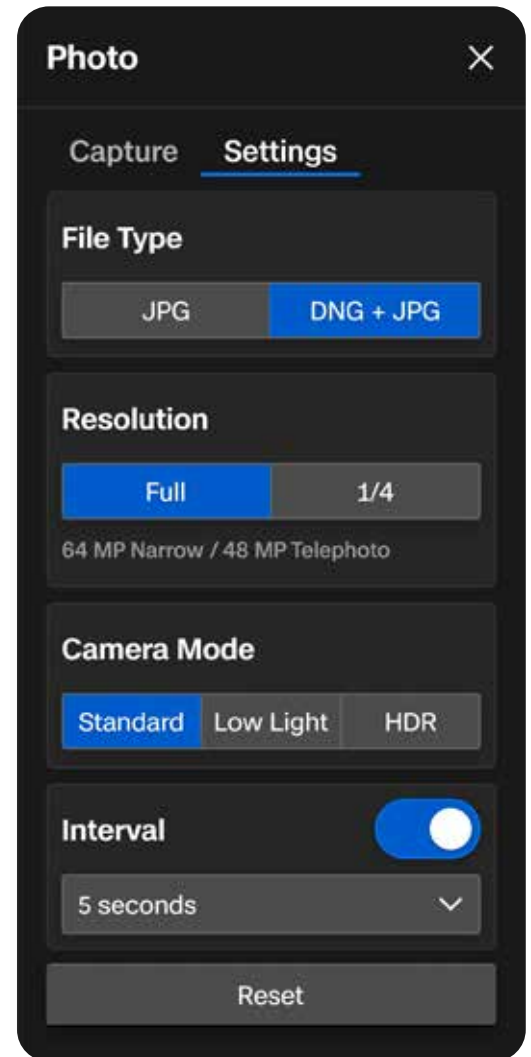 Photo
Capture Settings
File Type
JPG DNG + JPG
Resolution
Full 1/4
64 MP Narrow / 48 MP Telephoto
Camera Mode
Standard Low Light HDR
Interval
5 seconds
Reset